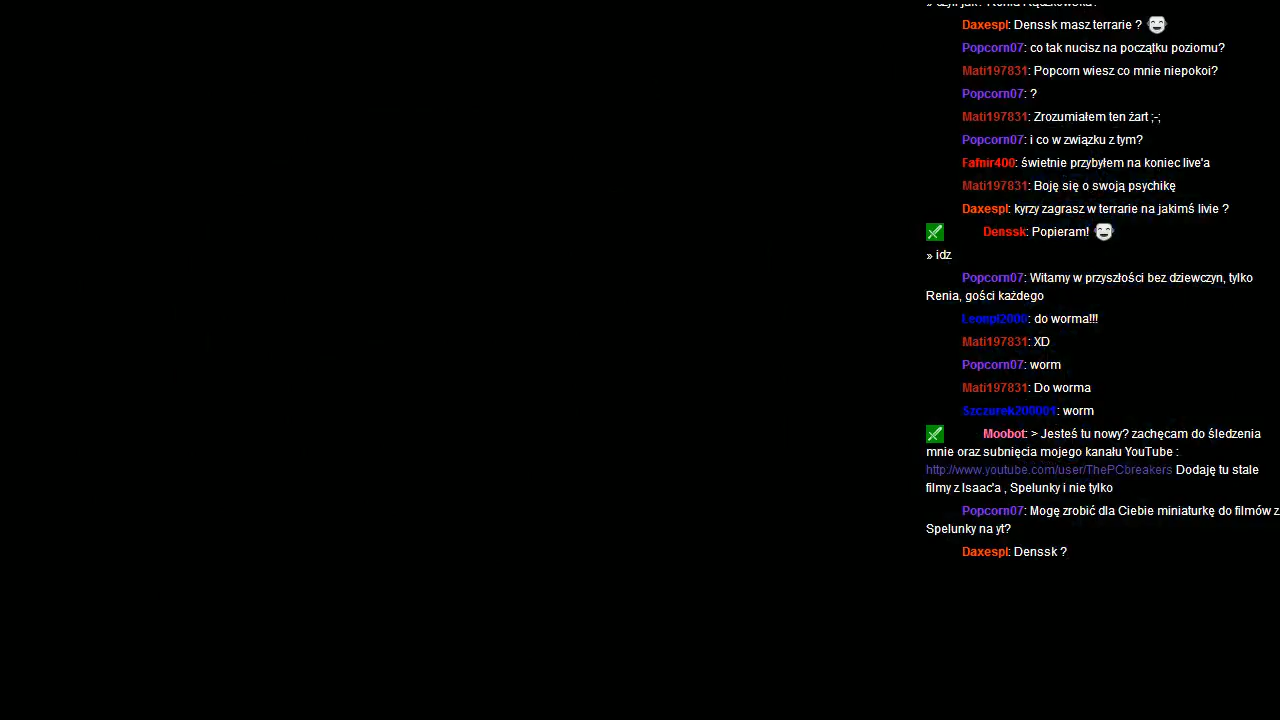 Daxespl: Denssk masz terrarie ?
Popcorn07: co tak nucisz na początku poziomu?
Mati197831: Popcorn wiesz co mnie niepokoi?
Popcorn07: ?
Mati197831: Zrozumiałem ten żart ;-;
Popcorn07: i co w związku z tym?
Fafnir400: świetnie przybyłem na koniec live'a
Mati197831: Boję się o swoją psychikę
Daxespl: kyrzy zagrasz w terrarie na jakimś livie ?
Denssk: Popieram!
» idz
Popcorn07: Witamy w przyszłości bez dziewczyn, tylko
Renia, gości każdego
Leonpl2000: do worma!!!
Mati197831: XD
Popcorn07: worm
Mati197831: Do worma
Szczurek200001: worm
Moobot: > Jesteś tu nowy? zachęcam do śledzenia
mnie oraz subnięcia mojego kanału YouTube :
http://www.youtube.com/user/ThePCbreakers Dodaję tu stale
filmy z Isaac'a , Spelunky i nie tylko
Popcorn07: Mogę zrobić dla Ciebie miniaturkę do filmów z
Spelunky na yt?
Daxespl: Denssk ?